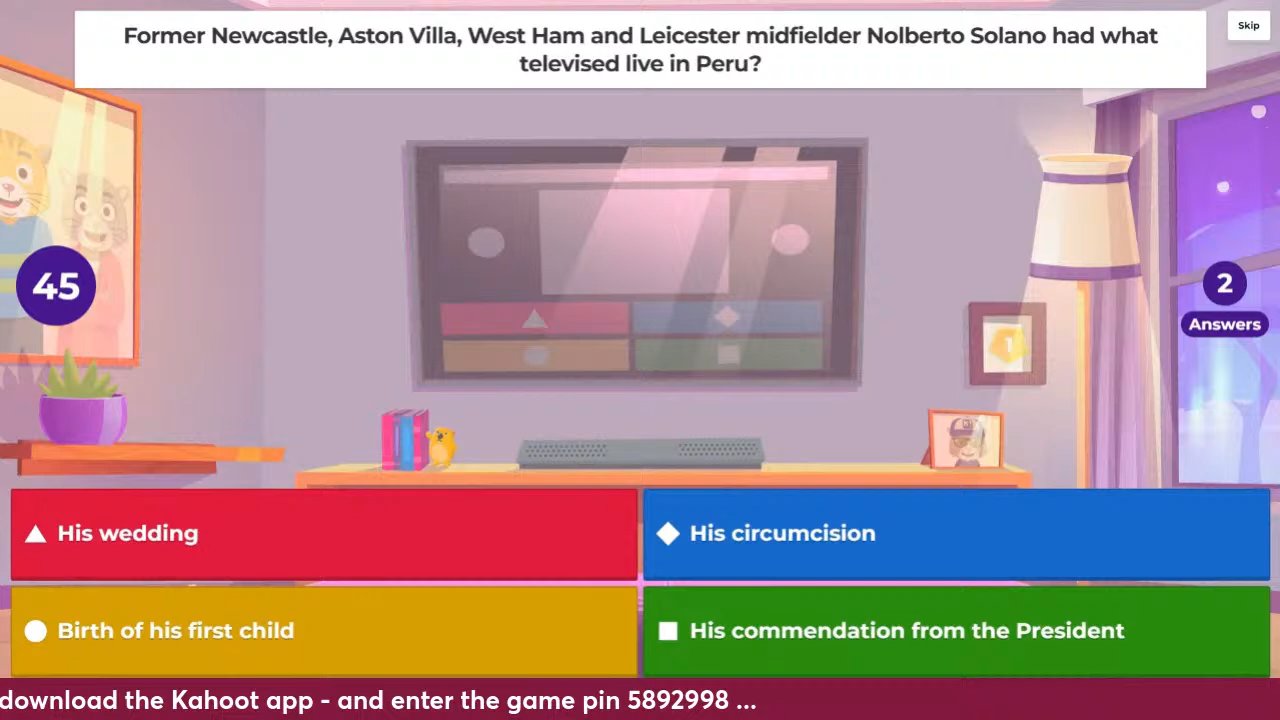 Former Newcastle, Aston Villa, West Ham and Leicester midfielder Nolberto Solano had what
televised live in Peru?
Skip
45
2
Answers
His wedding
His circumcision
Birth of his first child
His commendation from the President
download the Kahoot app - and enter the game pin 5892998 ...